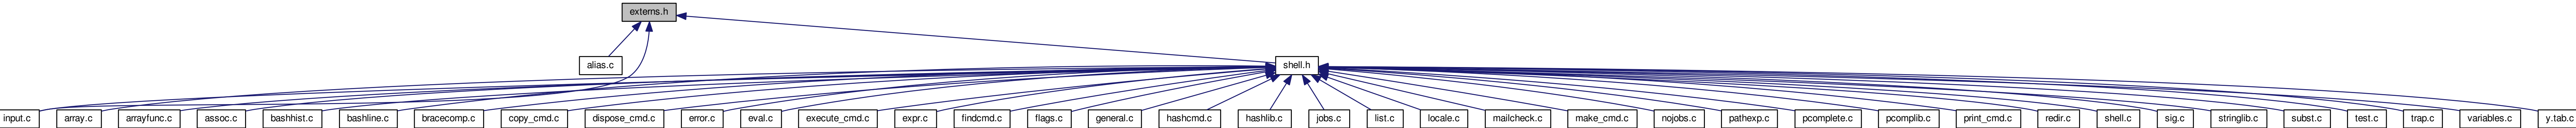 externs.h
alias.c
shell.h
input.c
array.c
arrayfunc.c
assoc.c
bashhist.c
bashline.c
bracecomp.c
copy_cmd.c
dispose_cmd.c
error.c
eval.c
execute_cmd.c
expr.c
findcmd.c
flags.c
general.c
hashcmd.c
hashlib.c
jobs.c
list.c
locale.c
mailcheck.c
make_cmd.c
nojobs.c
pathexp.c
pcomplete.c
pcomplib.c
print_cmd.c
redir.c
shell.c
sig.c
stringlib.c
subst.c
test.c
trap.c
variables.c
y.tab.c